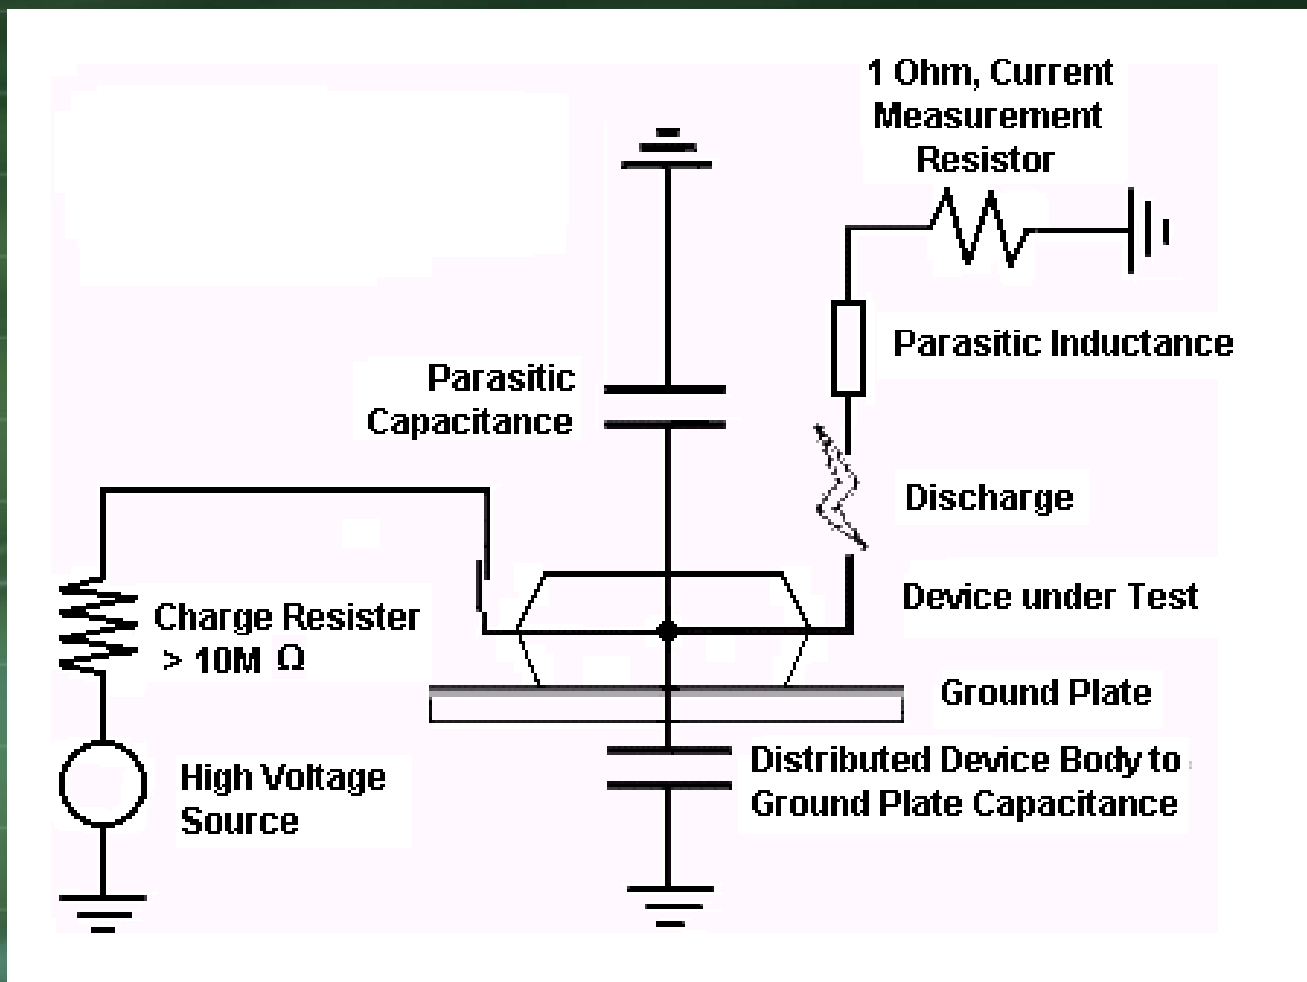 1 Ohm, Current
Measurement
Resistor
Parasitic Inductance
Parasitic
Capacitance
Discharge
Device under Test
Charge Resister
> 10M Ω
Ground Plate
High Voltage
Source
Distributed Device Body to
Ground Plate Capacitance